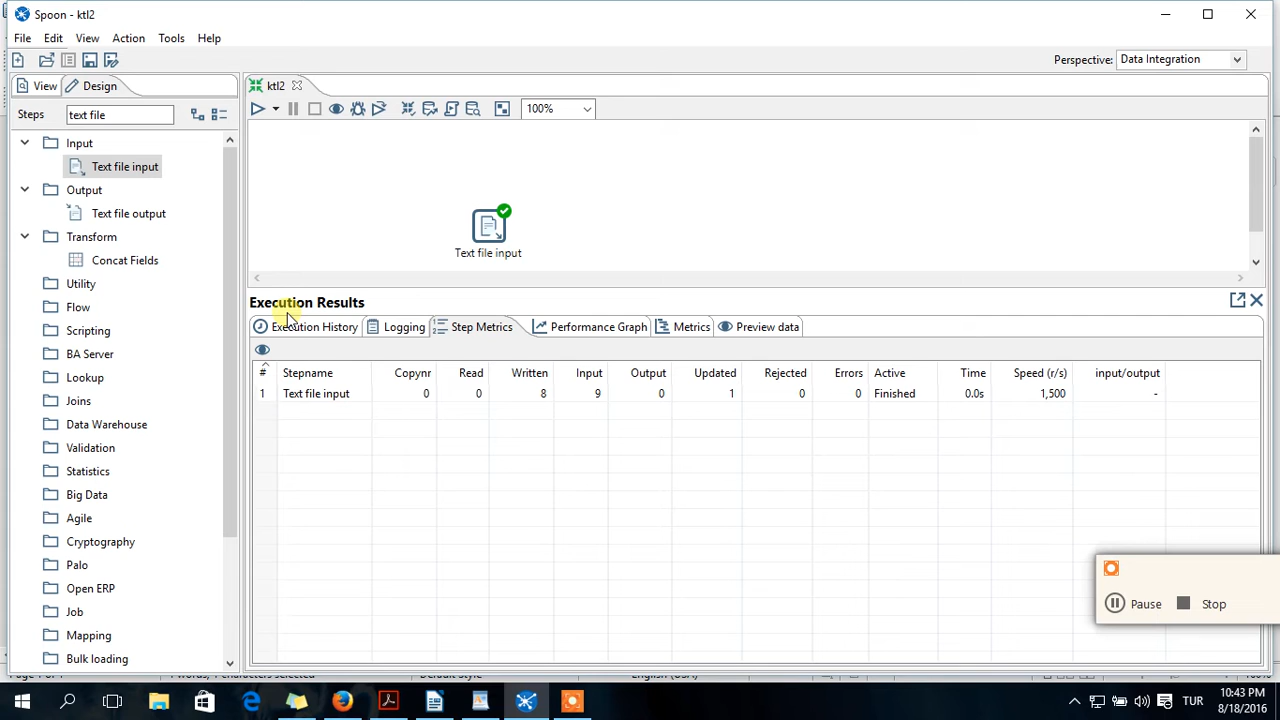 Spoon - ktl2
File Edit View Action Tools Help
Perspective: Data Integration
View Design
ktl2
Steps text file
100%
Input
Text file input
Output
Text file output
Transform
Concat Fields
Utility
Flow
Scripting
BA Server
Lookup
Joins
Data Warehouse
Validation
Statistics
Big Data
Agile
Cryptography
Palo
Open ERP
Job
Mapping
Bulk loading
Text file input
Execution Results
Execution History Logging Step Metrics Performance Graph Metrics Preview data
# Stepname Copynr Read Written Input Output Updated Rejected Errors Active Time Speed (r/s) input/output
1 Text file input 0 0 8 9 0 1 0 0 Finished 0.0s 1,500 -
Pause Stop
TUR
10:43 PM
8/18/2016